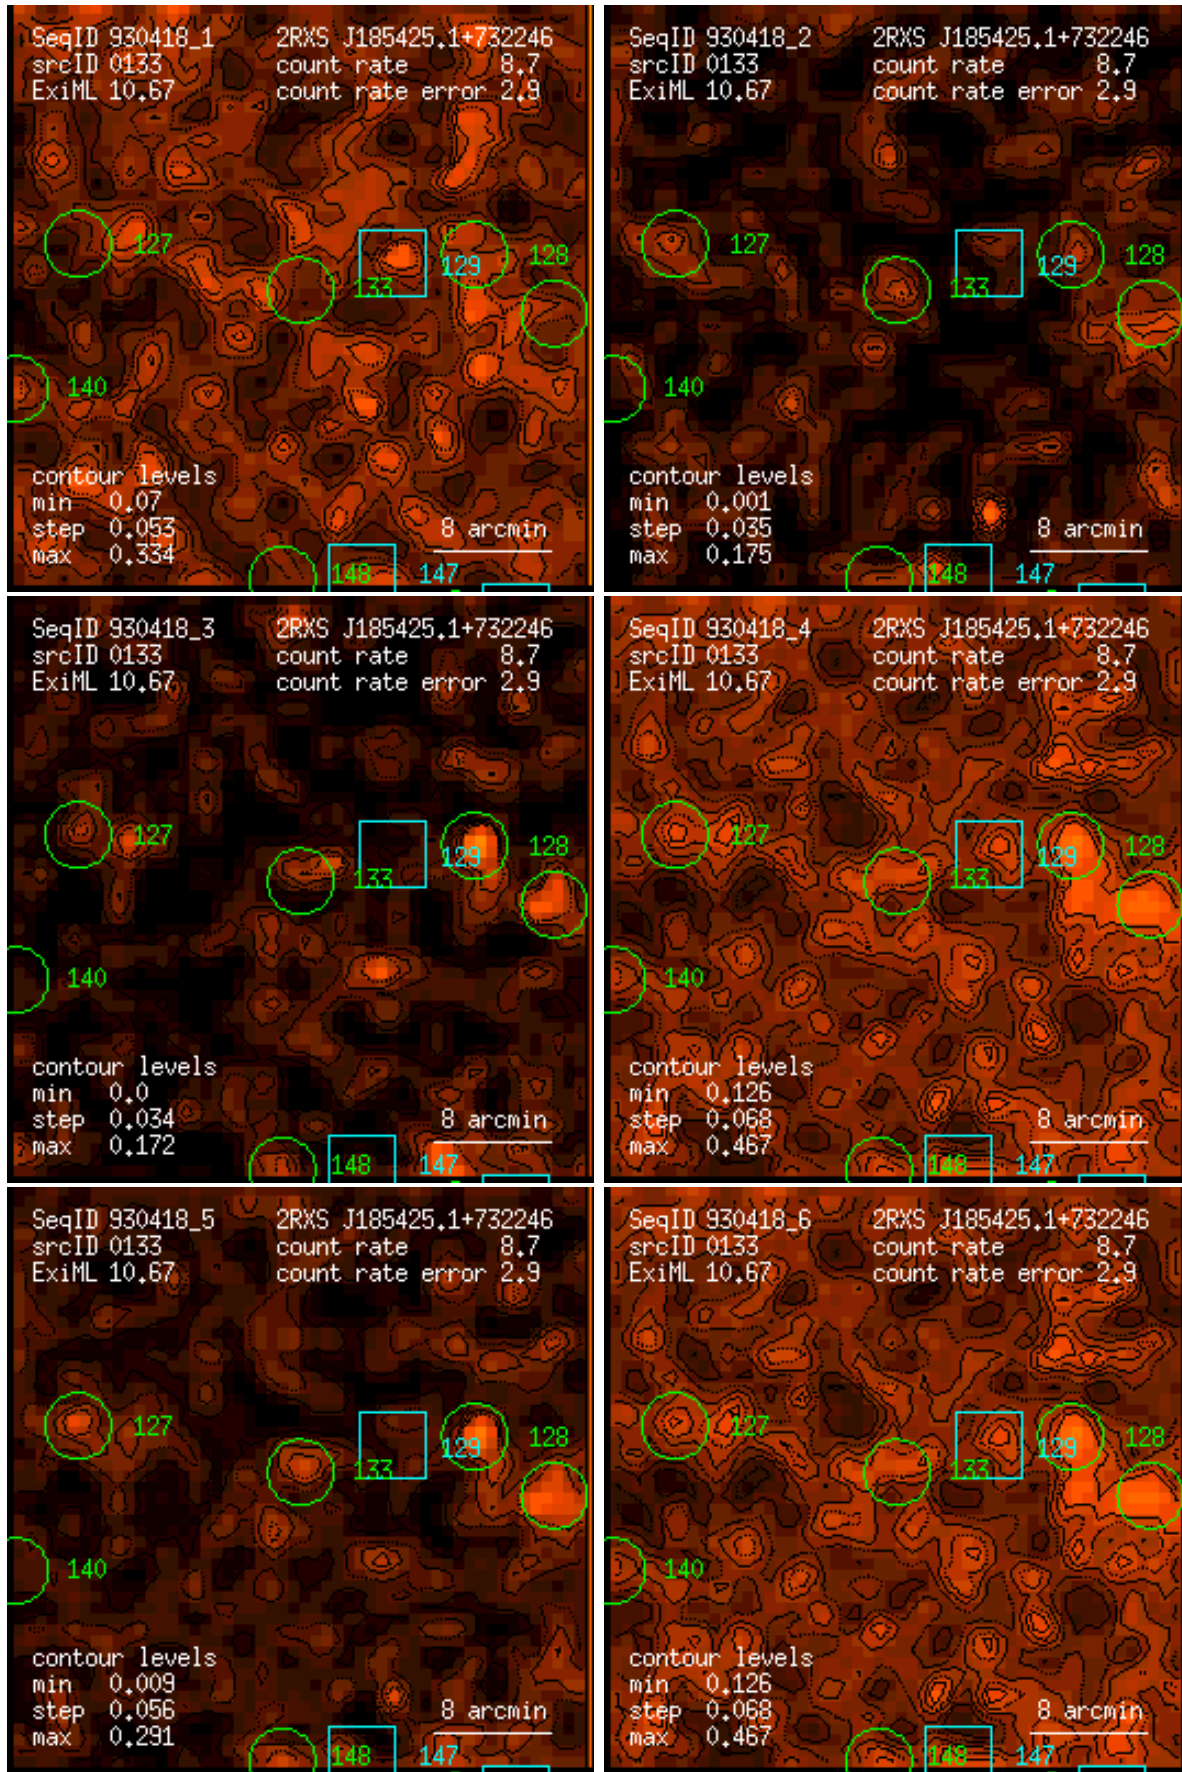 SeqID 930418_1 2RXS J185425.1+732246
srcID 0133 count rate 8.7
ExiML 10.67 count rate error 2.9
127 128
129
133
140
contour levels
min 0.07
step 0.053 8 arcmin
max 0.334
148 147
SeqID 930418_2 2RXS J185425.1+732246
srcID 0133 count rate 8.7
ExiML 10.67 count rate error 2.9
127 128
129
133
140
contour levels
min 0.001
step 0.035 8 arcmin
max 0.175
148 147
SeqID 930418_3 2RXS J185425.1+732246
srcID 0133 count rate 8.7
ExiML 10.67 count rate error 2.9
127 128
129
133
140
contour levels
min 0.0
step 0.034 8 arcmin
max 0.172
148 147
SeqID 930418_4 2RXS J185425.1+732246
srcID 0133 count rate 8.7
ExiML 10.67 count rate error 2.9
127 128
129
133
140
contour levels
min 0.126
step 0.068 8 arcmin
max 0.467
148 147
SeqID 930418_5 2RXS J185425.1+732246
srcID 0133 count rate 8.7
ExiML 10.67 count rate error 2.9
127 128
129
133
140
contour levels
min 0.009
step 0.056 8 arcmin
max 0.291
148 147
SeqID 930418_6 2RXS J185425.1+732246
srcID 0133 count rate 8.7
ExiML 10.67 count rate error 2.9
127 128
129
133
140
contour levels
min 0.126
step 0.068 8 arcmin
max 0.467
148 147